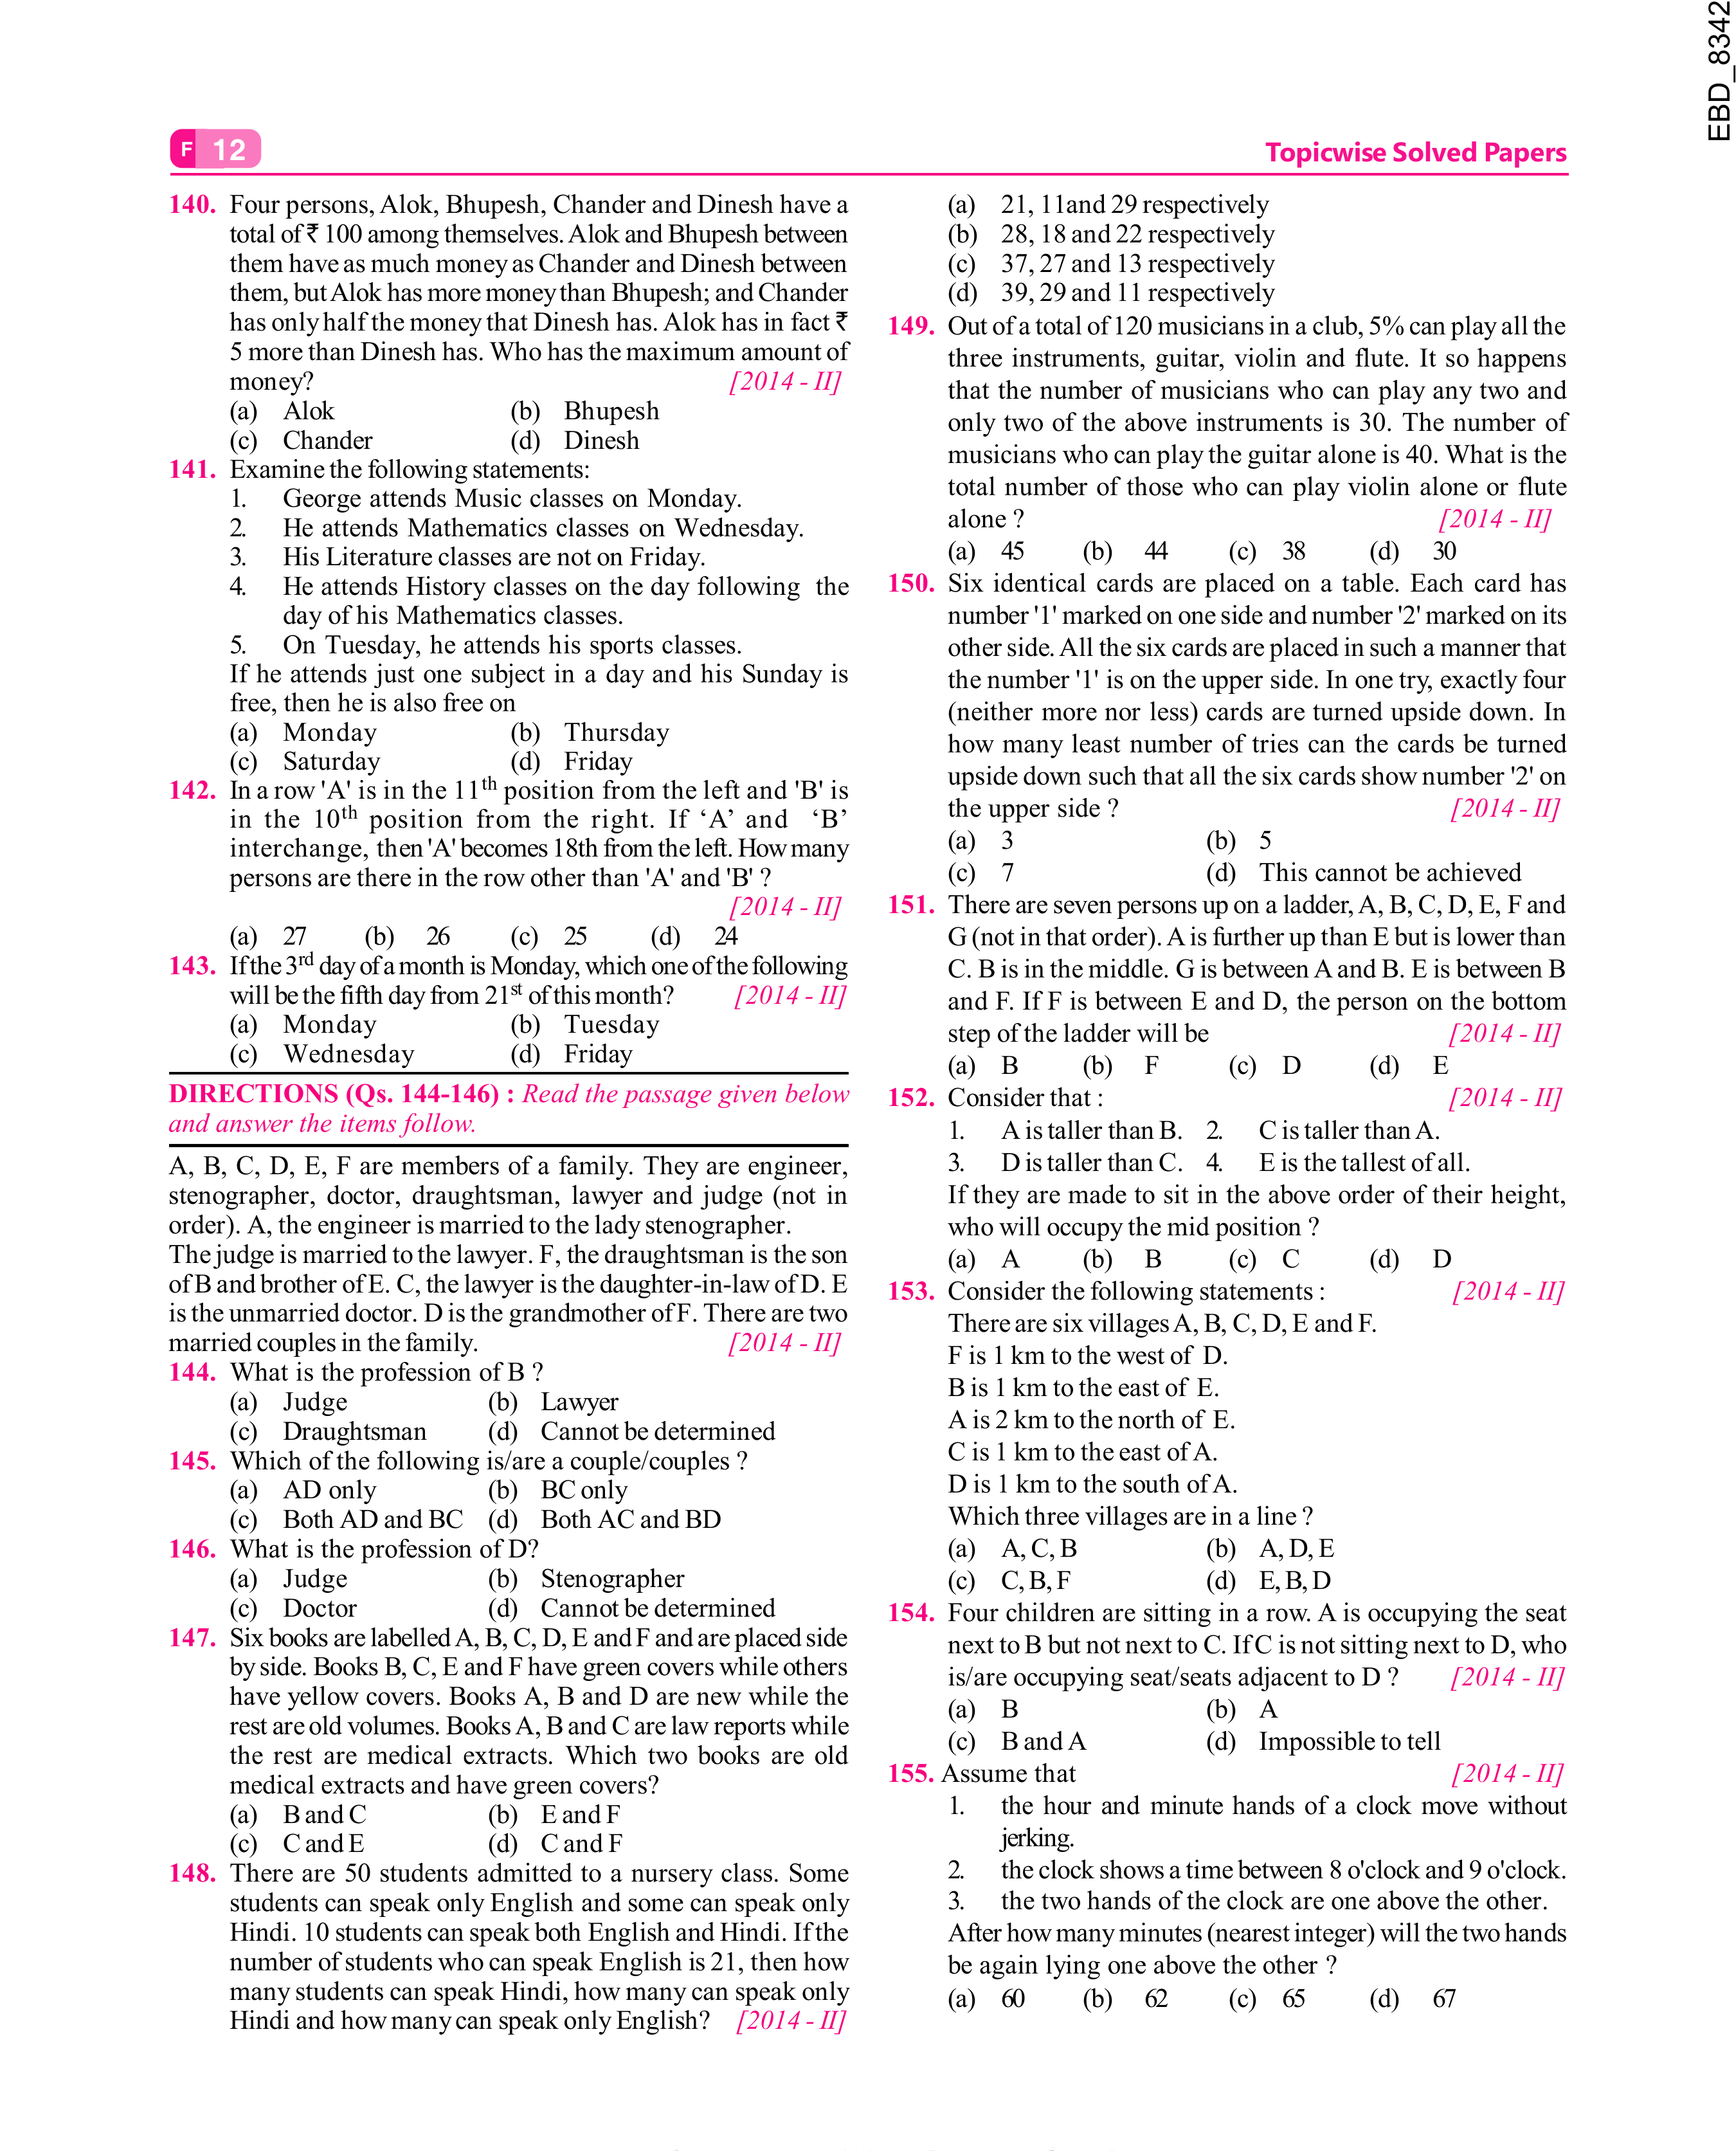 EBD_8342
F 12
Topicwise Solved Papers
140. Four persons, Alok, Bhupesh, Chander and Dinesh have a
total of ₹ 100 among themselves. Alok and Bhupesh between
them have as much money as Chander and Dinesh between
them, but Alok has more money than Bhupesh; and Chander
has only half the money that Dinesh has. Alok has in fact ₹
5 more than Dinesh has. Who has the maximum amount of
money? [2014 - II]
(a) Alok (b) Bhupesh
(c) Chander (d) Dinesh
141. Examine the following statements:
1. George attends Music classes on Monday.
2. He attends Mathematics classes on Wednesday.
3. His Literature classes are not on Friday.
4. He attends History classes on the day following the
day of his Mathematics classes.
5. On Tuesday, he attends his sports classes.
If he attends just one subject in a day and his Sunday is
free, then he is also free on
(a) Monday (b) Thursday
(c) Saturday (d) Friday
142. In a row 'A' is in the 11th position from the left and 'B' is
in the 10th position from the right. If ‘A’ and ‘B’
interchange, then 'A' becomes 18th from the left. How many
persons are there in the row other than 'A' and 'B' ?
[2014 - II]
(a) 27 (b) 26 (c) 25 (d) 24
143. If the 3rd day of a month is Monday, which one of the following
will be the fifth day from 21st of this month? [2014 - II]
(a) Monday (b) Tuesday
(c) Wednesday (d) Friday
DIRECTIONS (Qs. 144-146) : Read the passage given below
and answer the items follow.
A, B, C, D, E, F are members of a family. They are engineer,
stenographer, doctor, draughtsman, lawyer and judge (not in
order). A, the engineer is married to the lady stenographer.
The judge is married to the lawyer. F, the draughtsman is the son
of B and brother of E. C, the lawyer is the daughter-in-law of D. E
is the unmarried doctor. D is the grandmother of F. There are two
married couples in the family. [2014 - II]
144. What is the profession of B ?
(a) Judge (b) Lawyer
(c) Draughtsman (d) Cannot be determined
145. Which of the following is/are a couple/couples ?
(a) AD only (b) BC only
(c) Both AD and BC (d) Both AC and BD
146. What is the profession of D?
(a) Judge (b) Stenographer
(c) Doctor (d) Cannot be determined
147. Six books are labelled A, B, C, D, E and F and are placed side
by side. Books B, C, E and F have green covers while others
have yellow covers. Books A, B and D are new while the
rest are old volumes. Books A, B and C are law reports while
the rest are medical extracts. Which two books are old
medical extracts and have green covers?
(a) B and C (b) E and F
(c) C and E (d) C and F
148. There are 50 students admitted to a nursery class. Some
students can speak only English and some can speak only
Hindi. 10 students can speak both English and Hindi. If the
number of students who can speak English is 21, then how
many students can speak Hindi, how many can speak only
Hindi and how many can speak only English? [2014 - II]
(a) 21, 11and 29 respectively
(b) 28, 18 and 22 respectively
(c) 37, 27 and 13 respectively
(d) 39, 29 and 11 respectively
149. Out of a total of 120 musicians in a club, 5% can play all the
three instruments, guitar, violin and flute. It so happens
that the number of musicians who can play any two and
only two of the above instruments is 30. The number of
musicians who can play the guitar alone is 40. What is the
total number of those who can play violin alone or flute
alone ? [2014 - II]
(a) 45 (b) 44 (c) 38 (d) 30
150. Six identical cards are placed on a table. Each card has
number '1' marked on one side and number '2' marked on its
other side. All the six cards are placed in such a manner that
the number '1' is on the upper side. In one try, exactly four
(neither more nor less) cards are turned upside down. In
how many least number of tries can the cards be turned
upside down such that all the six cards show number '2' on
the upper side ? [2014 - II]
(a) 3 (b) 5
(c) 7 (d) This cannot be achieved
151. There are seven persons up on a ladder, A, B, C, D, E, F and
G (not in that order). A is further up than E but is lower than
C. B is in the middle. G is between A and B. E is between B
and F. If F is between E and D, the person on the bottom
step of the ladder will be [2014 - II]
(a) B (b) F (c) D (d) E
152. Consider that : [2014 - II]
1. A is taller than B. 2. C is taller than A.
3. D is taller than C. 4. E is the tallest of all.
If they are made to sit in the above order of their height,
who will occupy the mid position ?
(a) A (b) B (c) C (d) D
153. Consider the following statements : [2014 - II]
There are six villages A, B, C, D, E and F.
F is 1 km to the west of D.
B is 1 km to the east of E.
A is 2 km to the north of E.
C is 1 km to the east of A.
D is 1 km to the south of A.
Which three villages are in a line ?
(a) A, C, B (b) A, D, E
(c) C, B, F (d) E, B, D
154. Four children are sitting in a row. A is occupying the seat
next to B but not next to C. If C is not sitting next to D, who
is/are occupying seat/seats adjacent to D ? [2014 - II]
(a) B (b) A
(c) B and A (d) Impossible to tell
155. Assume that [2014 - II]
1. the hour and minute hands of a clock move without
jerking.
2. the clock shows a time between 8 o'clock and 9 o'clock.
3. the two hands of the clock are one above the other.
After how many minutes (nearest integer) will the two hands
be again lying one above the other ?
(a) 60 (b) 62 (c) 65 (d) 67